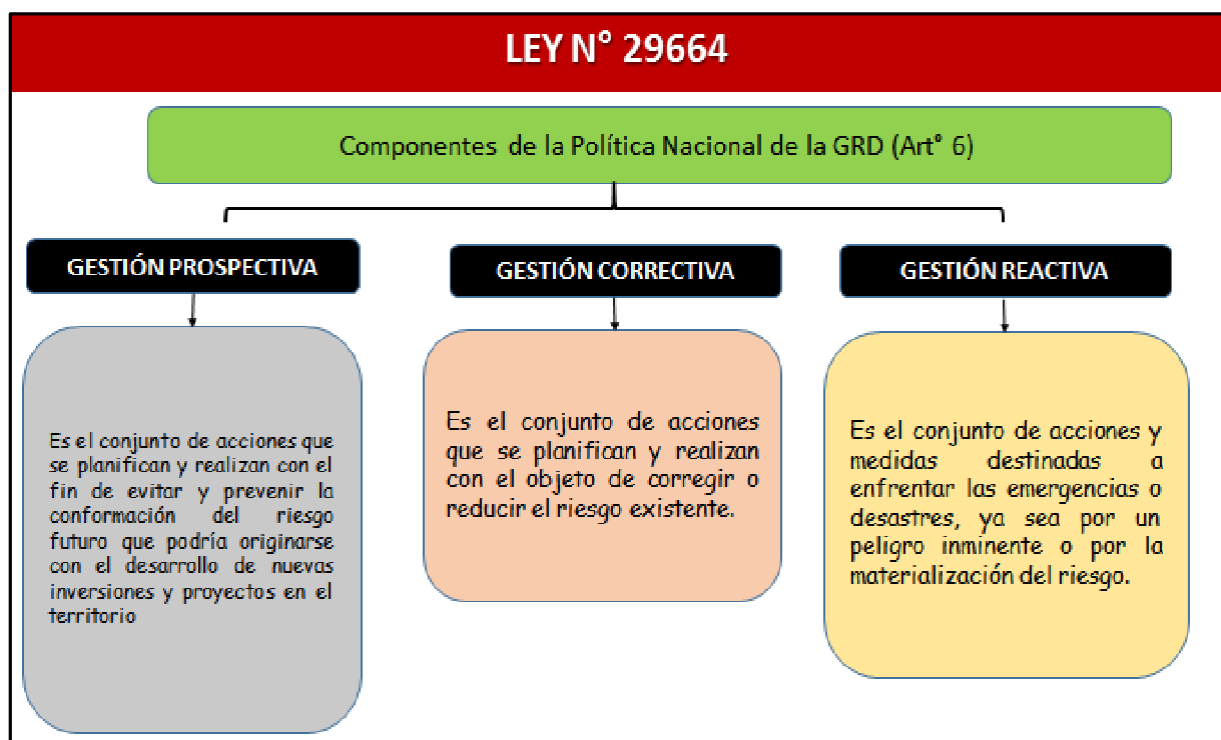 LEY N° 29664
Componentes de la Política Nacional de la GRD (Art° 6)
GESTIÓN PROSPECTIVA
Es el conjunto de acciones que
se planifican y realizan con el
fin de evitar y prevenir la
conformación del riesgo
futuro que podría originarse
con el desarrollo de nuevas
inversiones y proyectos en el
territorio
GESTIÓN CORRECTIVA
Es el conjunto de acciones
que se planifican y realizan
con el objeto de corregir o
reducir el riesgo existente.
GESTIÓN REACTIVA
Es el conjunto de acciones y
medidas destinadas a
enfrentar las emergencias o
desastres, ya sea por un
peligro inminente o por la
materialización del riesgo.